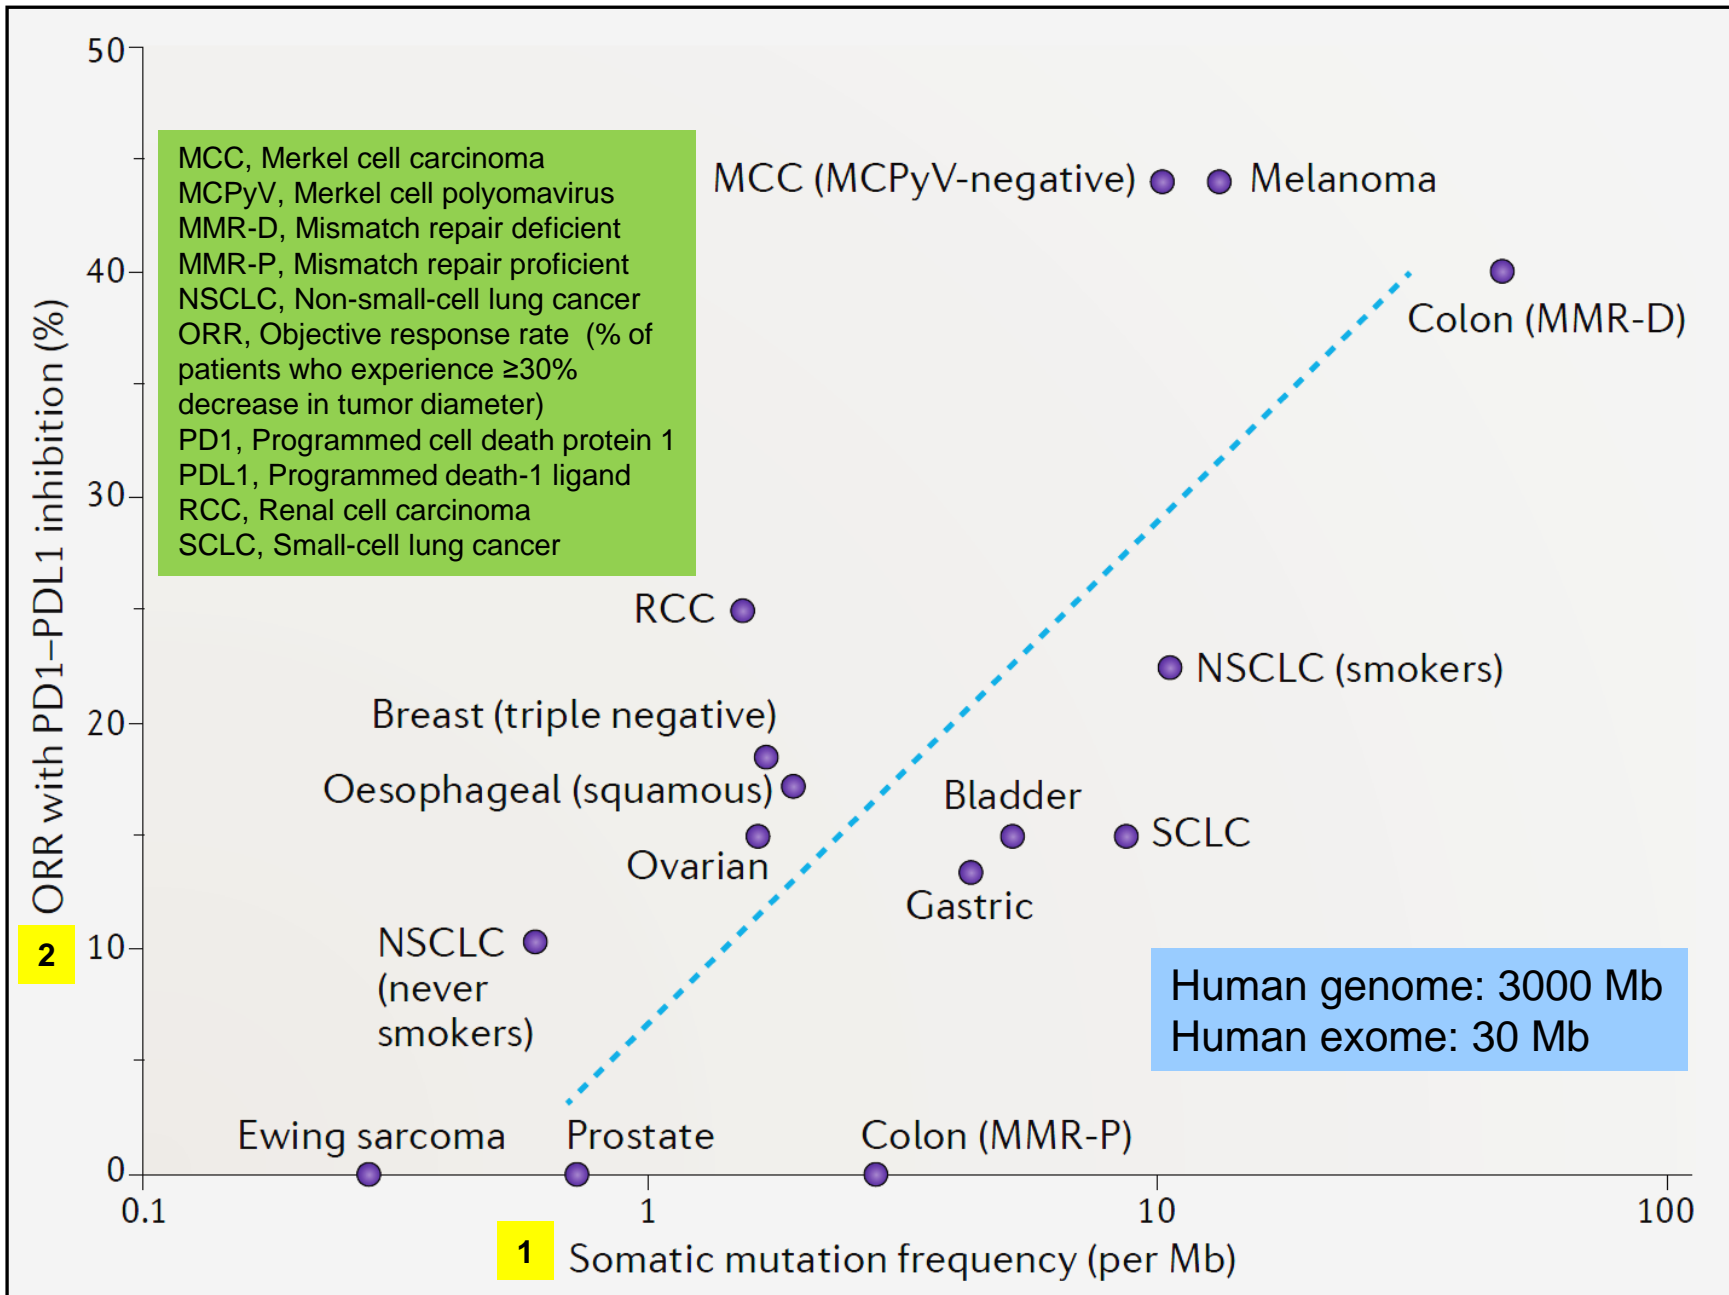 50
40
30
20
10
0
ORR with PD1–PDL1 inhibition (%)
2
MCC, Merkel cell carcinoma
MCPyV, Merkel cell polyomavirus
MMR-D, Mismatch repair deficient
MMR-P, Mismatch repair proficient
NSCLC, Non-small-cell lung cancer
ORR, Objective response rate (% of
patients who experience ≥30%
decrease in tumor diameter)
PD1, Programmed cell death protein 1
PDL1, Programmed death-1 ligand
RCC, Renal cell carcinoma
SCLC, Small-cell lung cancer
MCC (MCPyV-negative)
Melanoma
Colon (MMR-D)
RCC
NSCLC (smokers)
Breast (triple negative)
Oesophageal (squamous)
Bladder
SCLC
Ovarian
Gastric
NSCLC
(never
smokers)
Human genome: 3000 Mb
Human exome: 30 Mb
Ewing sarcoma
Prostate
Colon (MMR-P)
0.1
1
10
100
1
Somatic mutation frequency (per Mb)